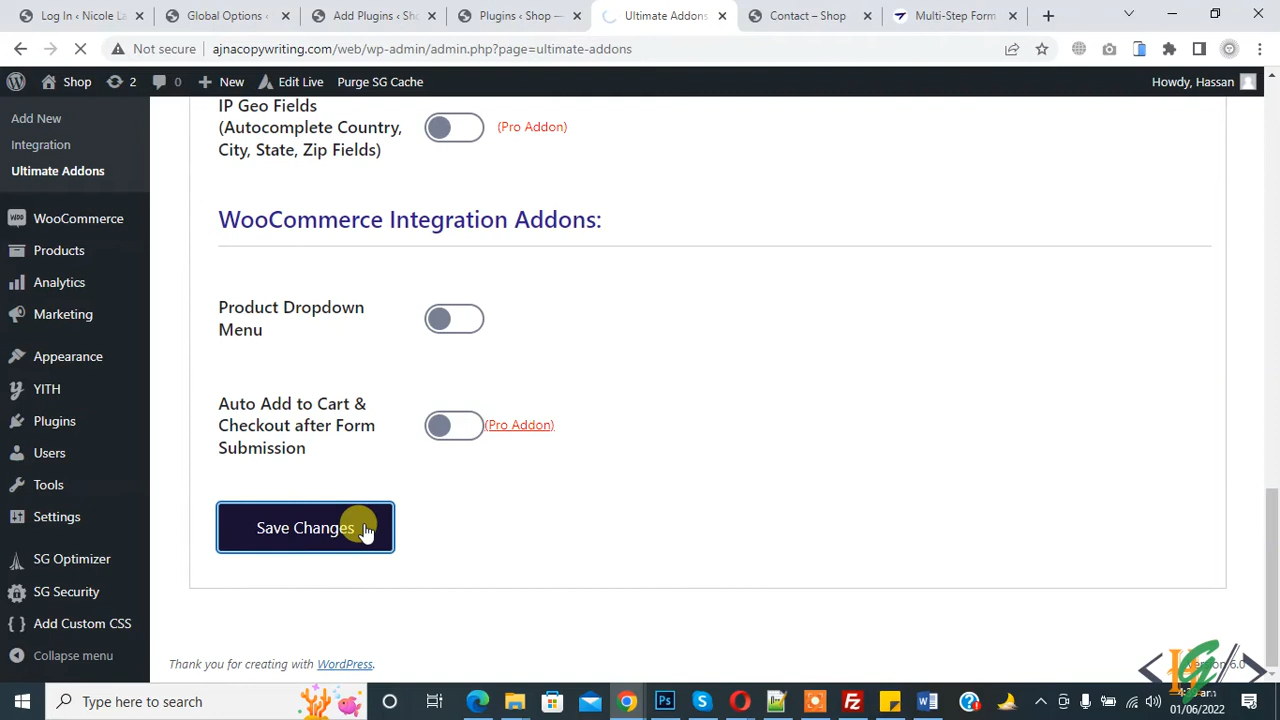 Log In ‹ Nicole La
Global Options ‹
Add Plugins ‹ Sho
Plugins ‹ Shop —
Ultimate Addons
Contact – Shop
Multi-Step Form
Not secure
ajnacopywriting.com/web/wp-admin/admin.php?page=ultimate-addons
Shop
2
0
New
Edit Live
Purge SG Cache
Howdy, Hassan
Add New
Integration
Ultimate Addons
WooCommerce
Products
Analytics
Marketing
Appearance
YITH
Plugins
Users
Tools
Settings
SG Optimizer
SG Security
Add Custom CSS
Collapse menu
IP Geo Fields
(Autocomplete Country,
City, State, Zip Fields)
(Pro Addon)
WooCommerce Integration Addons:
Product Dropdown
Menu
Auto Add to Cart &
Checkout after Form
Submission
(Pro Addon)
Save Changes
Thank you for creating with WordPress.
6.0
Type here to search
01/06/2022